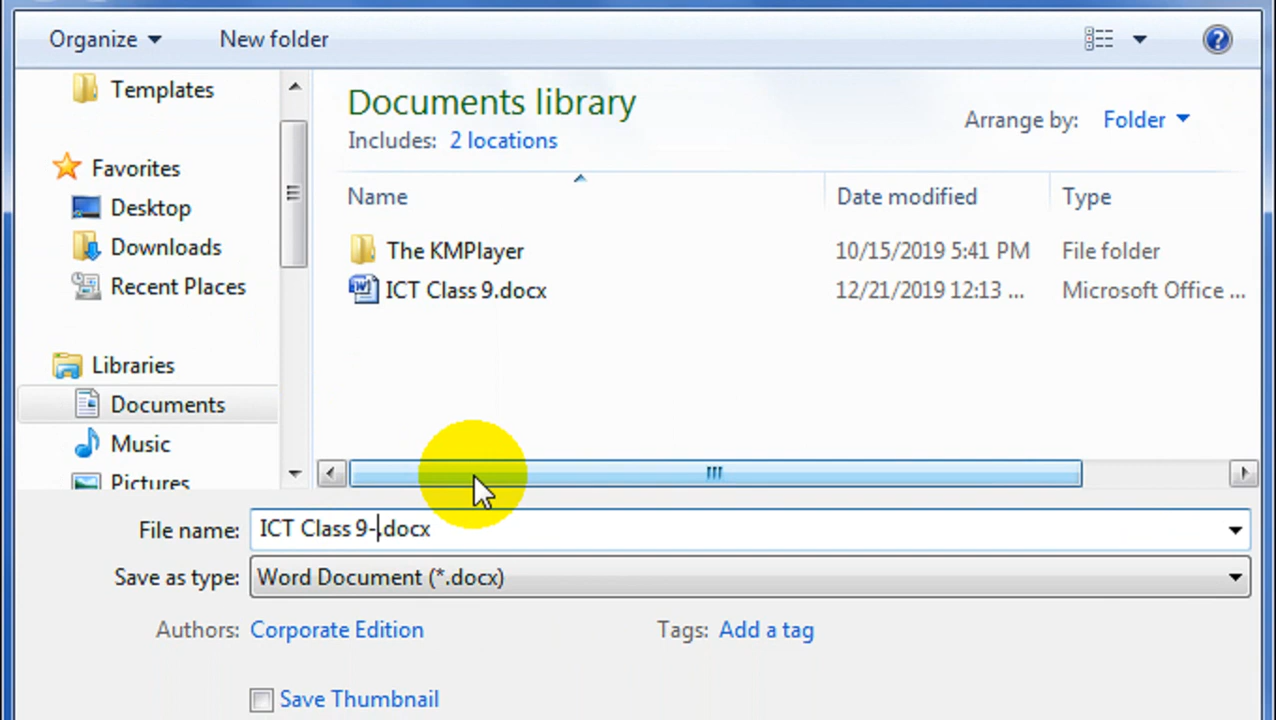 Organize New folder
Templates
Documents library
Includes: 2 locations
Arrange by: Folder
Favorites
Name Date modified Type
Desktop
Downloads
The KMPlayer 10/15/2019 5:41 PM File folder
Recent Places
ICT Class 9.docx 12/21/2019 12:13 ... Microsoft Office ...
Libraries
Documents
Music
Pictures
File name: ICT Class 9-.docx
Save as type: Word Document (*.docx)
Authors: Corporate Edition Tags: Add a tag
Save Thumbnail